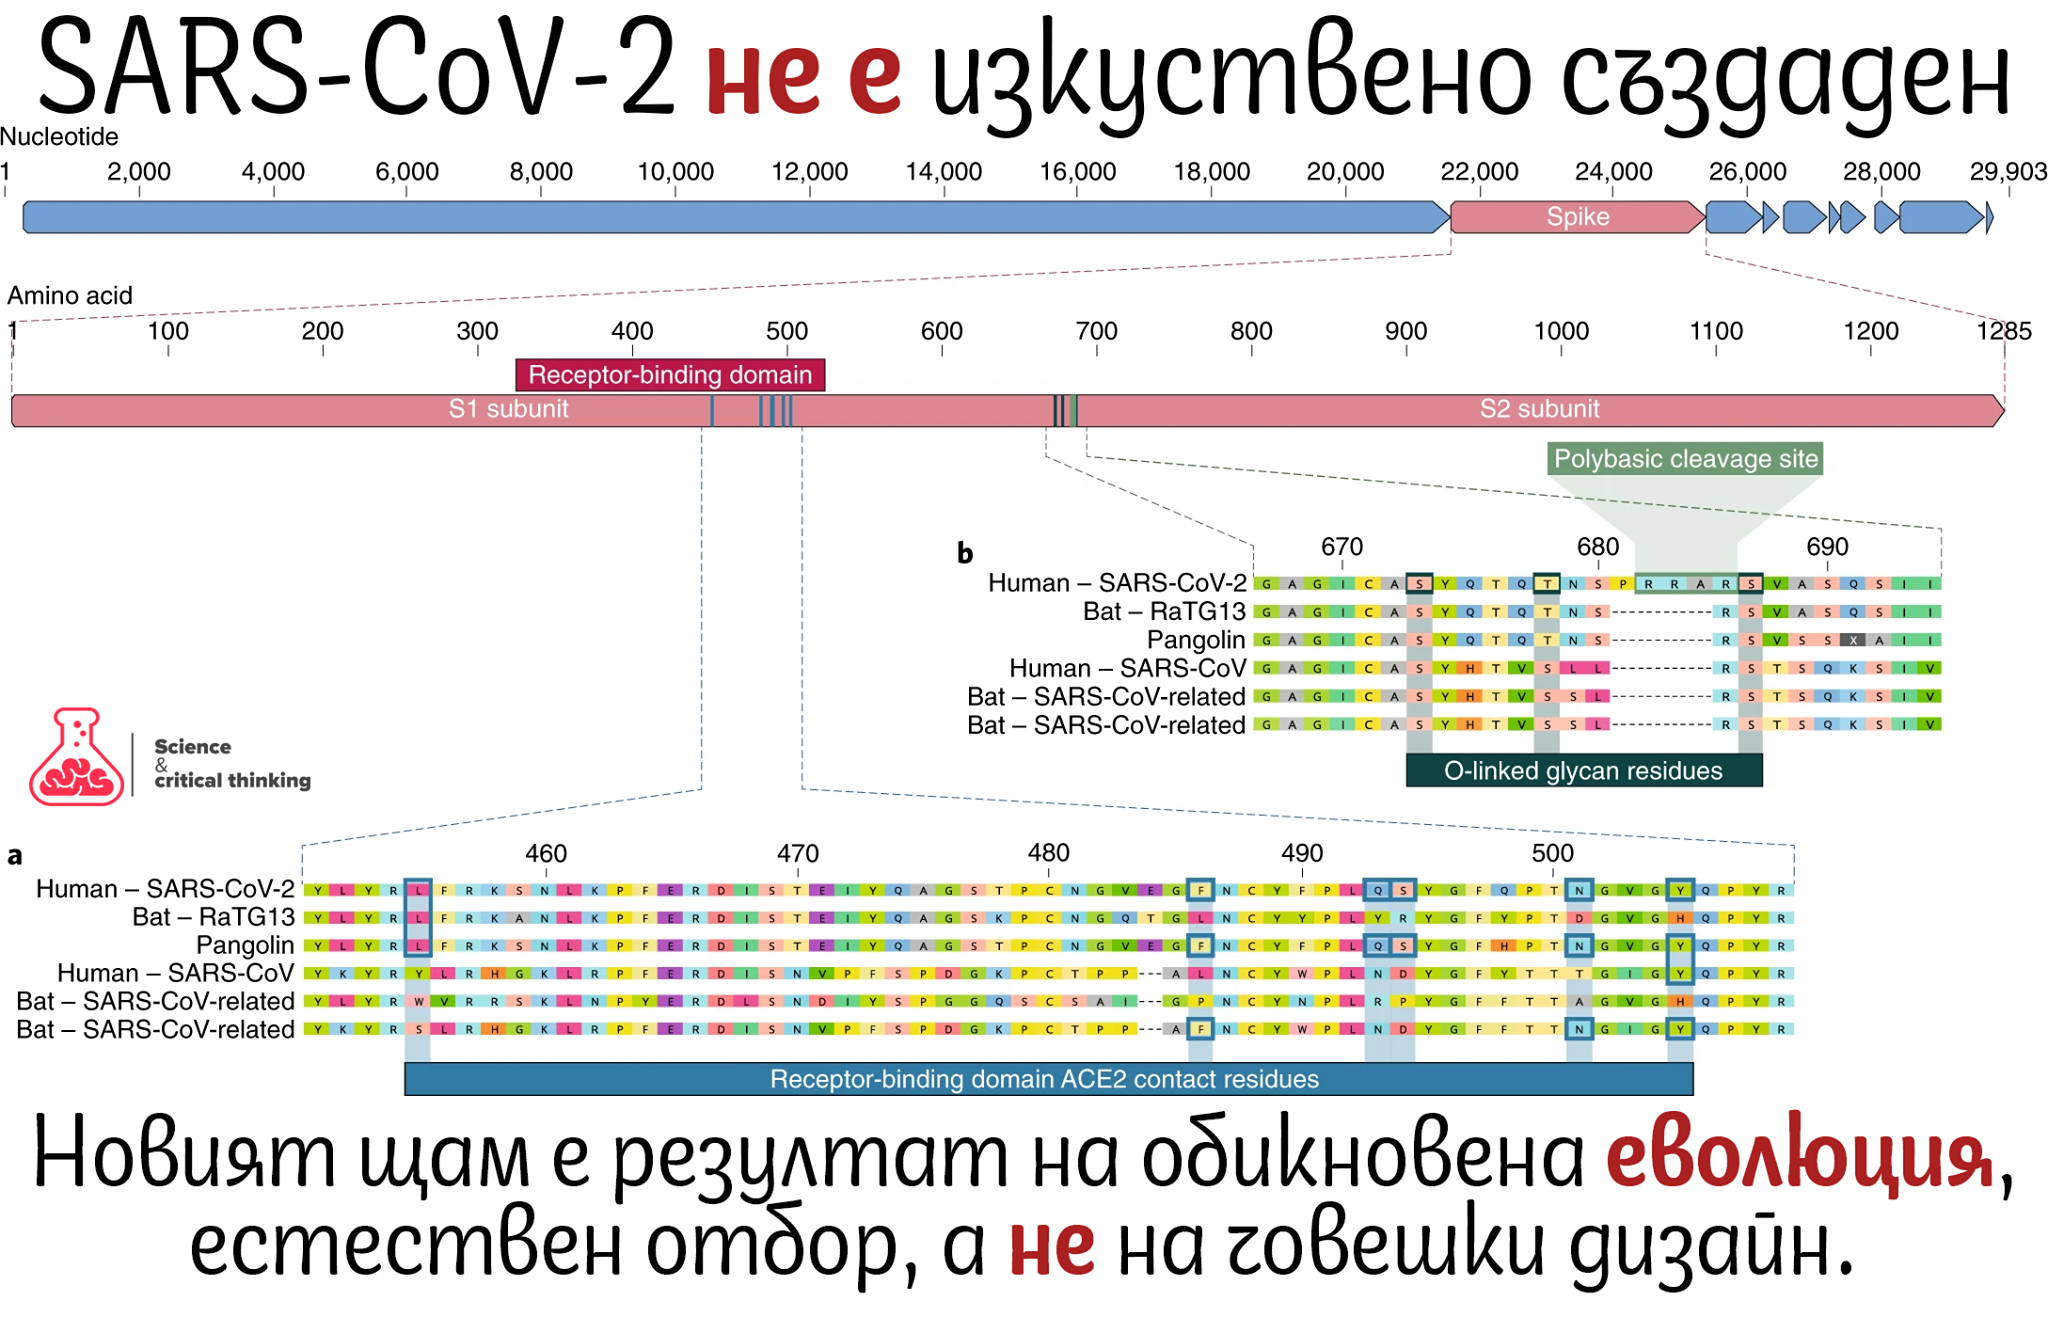 SARS-CoV-2 не е изкуствено създаден
Nucleotide
1 2,000 4,000 6,000 8,000 10,000 12,000 14,000 16,000 18,000 20,000 22,000 24,000 26,000 28,000 29,903
Spike
Amino acid
1 100 200 300 400 500 600 700 800 900 1000 1100 1200 1285
Receptor-binding domain
S1 subunit S2 subunit
Polybasic cleavage site
b 670 680 690
Human – SARS-CoV-2 G A G I C A S Y Q T Q T N S P R R A R S V A S Q S I I
Bat – RaTG13 G A G I C A S Y Q T Q T N S - - - - R S V A S Q S I I
Pangolin G A G I C A S Y Q T Q T N S - - - - R S V S S X A I I
Human – SARS-CoV G A G I C A S Y H T V S L L - - - - R S T S Q K S I V
Bat – SARS-CoV-related G A G I C A S Y H T V S S L - - - - R S T S Q K S I V
Bat – SARS-CoV-related G A G I C A S Y H T V S S L - - - - R S T S Q K S I V
O-linked glycan residues
Science
&
critical thinking
a 460 470 480 490 500
Human – SARS-CoV-2 Y L Y R L F R K S N L K P F E R D I S T E I Y Q A G S T P C N G V E G F N C Y F P L Q S Y G F Q P T N G V G Y Q P Y R
Bat – RaTG13 Y L Y R L F R K A N L K P F E R D I S T E I Y Q A G S K P C N G Q T G L N C Y Y P L Y R Y G F Y P T D G V G H Q P Y R
Pangolin Y L Y R L F R K S N L K P F E R D I S T E I Y Q A G S T P C N G V E G F N C Y F P L Q S Y G F H P T N G V G Y Q P Y R
Human – SARS-CoV Y K Y R Y L R H G K L R P F E R D I S N V P F S P D G K P C T P P - A L N C Y W P L N D Y G F Y T T T G I G Y Q P Y R
Bat – SARS-CoV-related Y L Y R W V R R S K L N P Y E R D L S N D I Y S P G G Q S C S A I - G P N C Y N P L R P Y G F F T T A G V G H Q P Y R
Bat – SARS-CoV-related Y K Y R S L R H G K L R P F E R D I S N V P F S P D G K P C T P P - A F N C Y W P L N D Y G F F T T N G I G Y Q P Y R
Receptor-binding domain ACE2 contact residues
Новият щам е резултат на обикновена еволюция,
естествен отбор, а не на човешки дизайн.